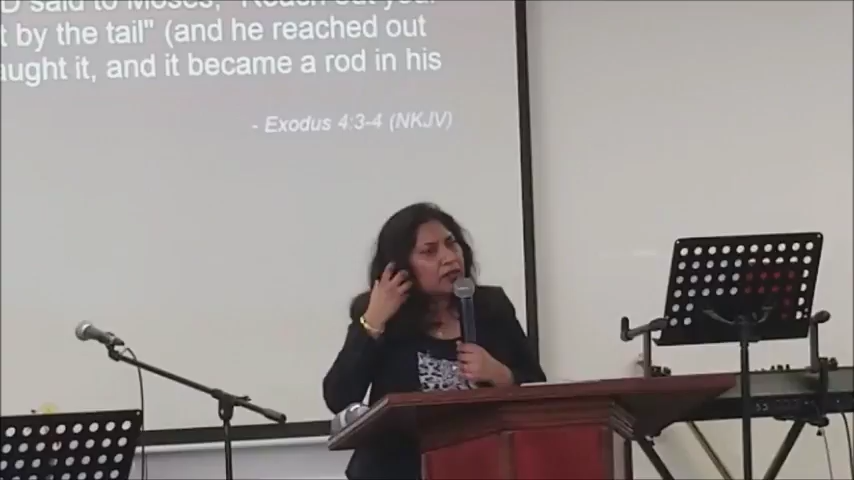 D said to Moses, "Reach out your
t by the tail" (and he reached out
aught it, and it became a rod in his
- Exodus 4:3-4 (NKJV)